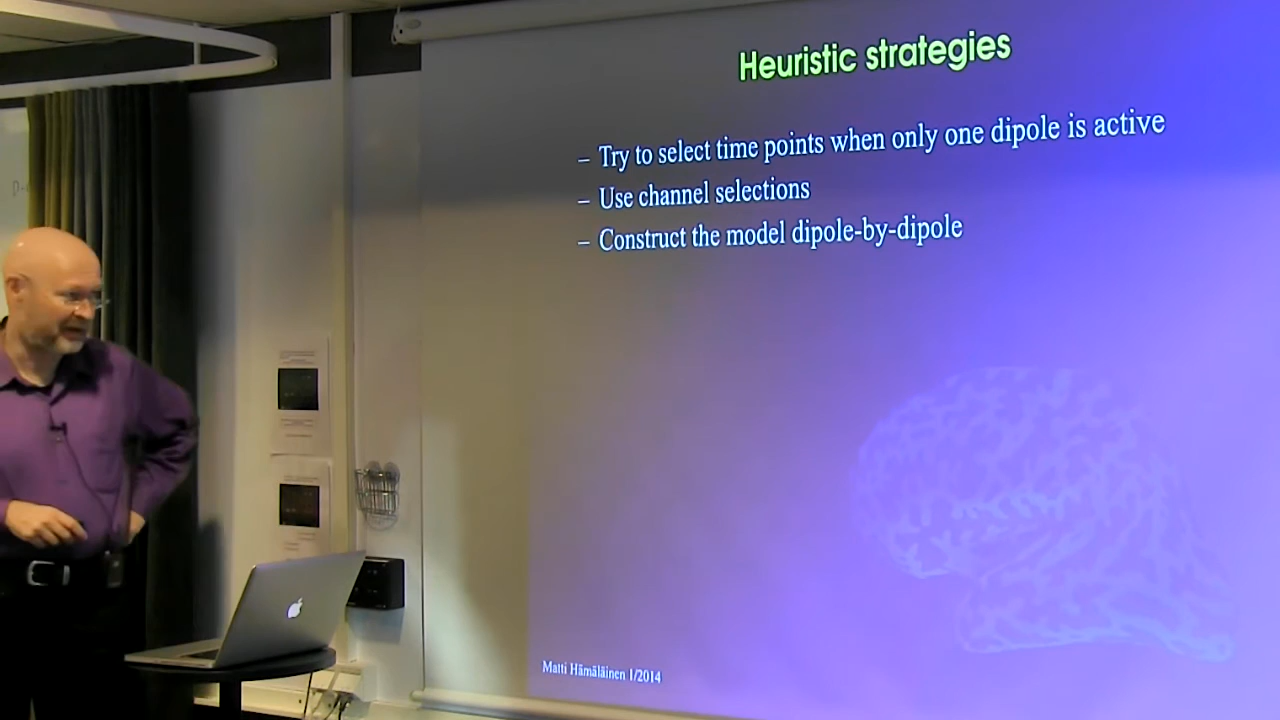 Heuristic strategies
– Try to select time points when only one dipole is active
– Use channel selections
– Construct the model dipole-by-dipole
Matti Hämäläinen 1/2014